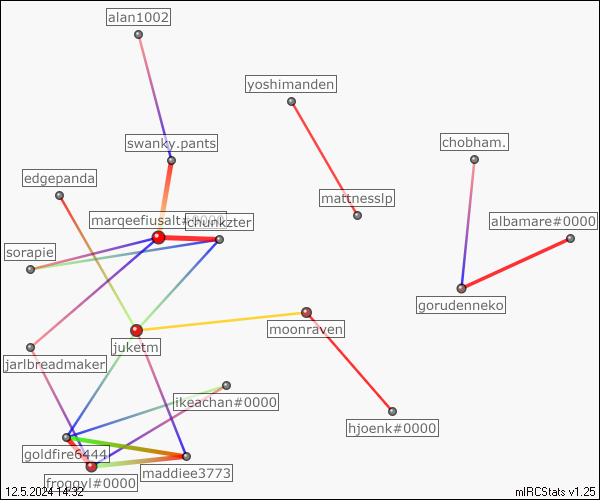 alan1002
yoshimanden
swanky.pants
chobham.
edgepanda
mattnesslp
marqeefiusalt#0000
chunkzter
albamare#0000
sorapie
gorudenneko
moonraven
juketm
jarlbreadmaker
ikeachan#0000
hjoenk#0000
goldfire6444
maddiee3773
froggyl#0000
12.5.2024 14:32
mIRCStats v1.25